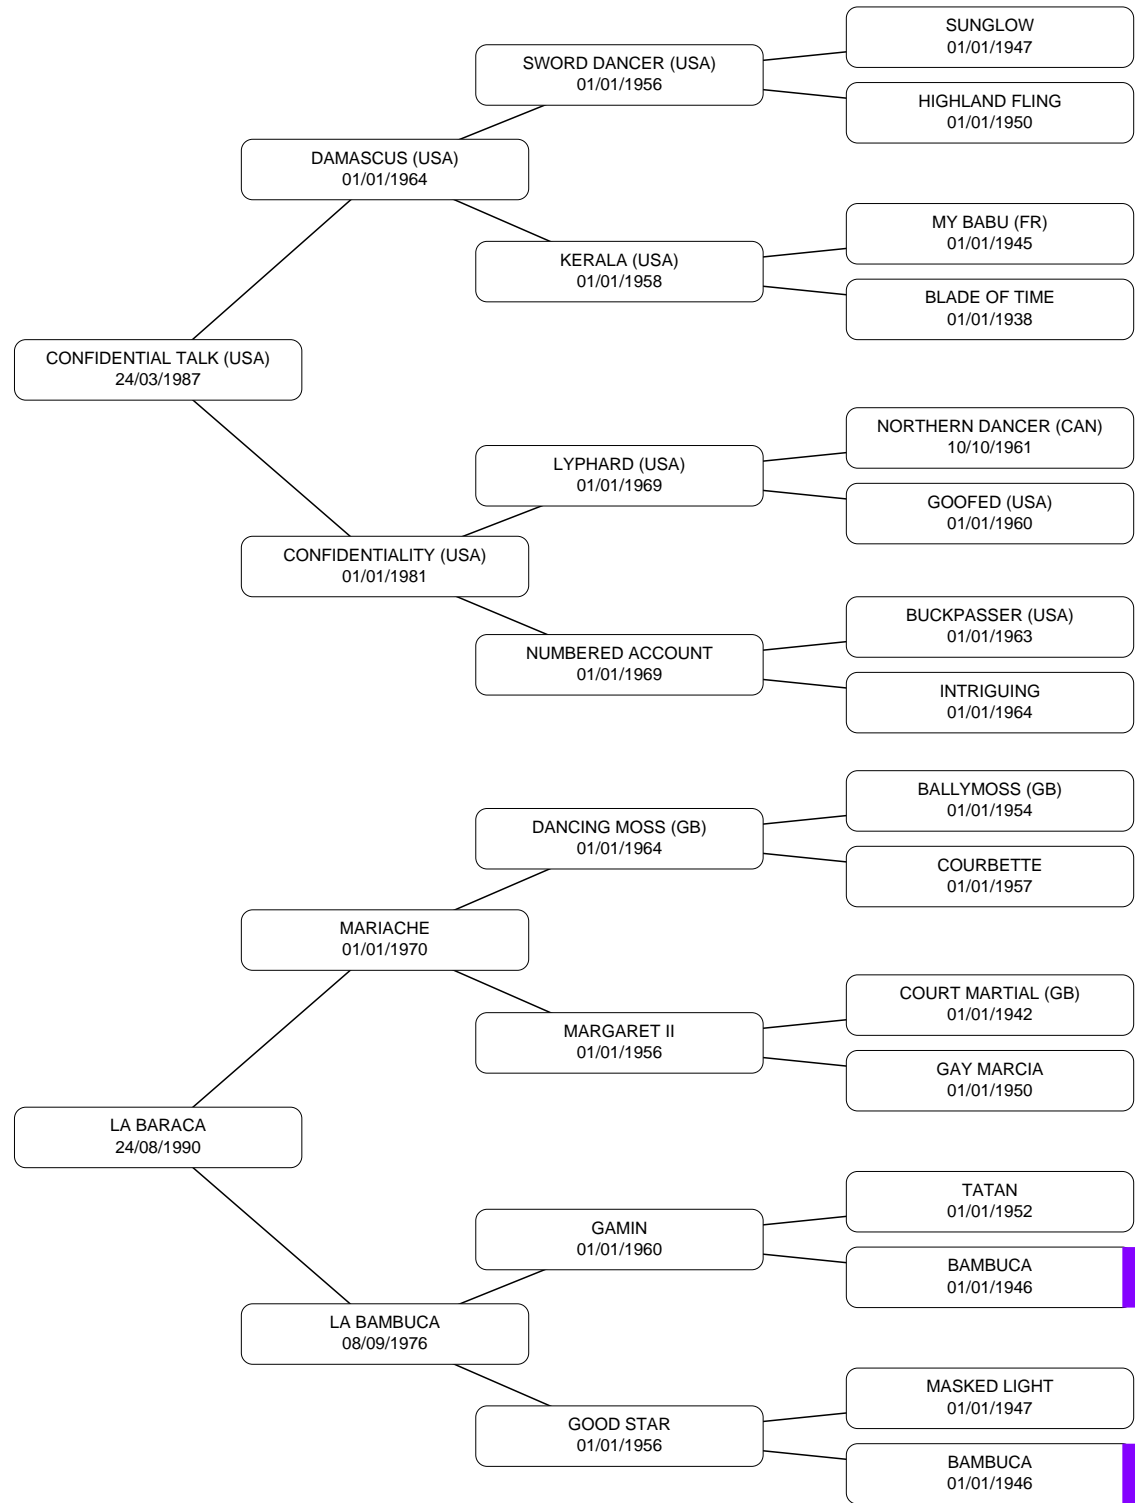 SUNGLOW
01/01/1947
SWORD DANCER (USA)
01/01/1956
HIGHLAND FLING
01/01/1950
DAMASCUS (USA)
01/01/1964
MY BABU (FR)
01/01/1945
KERALA (USA)
01/01/1958
BLADE OF TIME
01/01/1938
CONFIDENTIAL TALK (USA)
24/03/1987
NORTHERN DANCER (CAN)
10/10/1961
LYPHARD (USA)
01/01/1969
GOOFED (USA)
01/01/1960
CONFIDENTIALITY (USA)
01/01/1981
BUCKPASSER (USA)
01/01/1963
NUMBERED ACCOUNT
01/01/1969
INTRIGUING
01/01/1964
BALLYMOSS (GB)
01/01/1954
DANCING MOSS (GB)
01/01/1964
COURBETTE
01/01/1957
MARIACHE
01/01/1970
COURT MARTIAL (GB)
01/01/1942
MARGARET II
01/01/1956
GAY MARCIA
01/01/1950
LA BARACA
24/08/1990
TATAN
01/01/1952
GAMIN
01/01/1960
BAMBUCA
01/01/1946
LA BAMBUCA
08/09/1976
MASKED LIGHT
01/01/1947
GOOD STAR
01/01/1956
BAMBUCA
01/01/1946